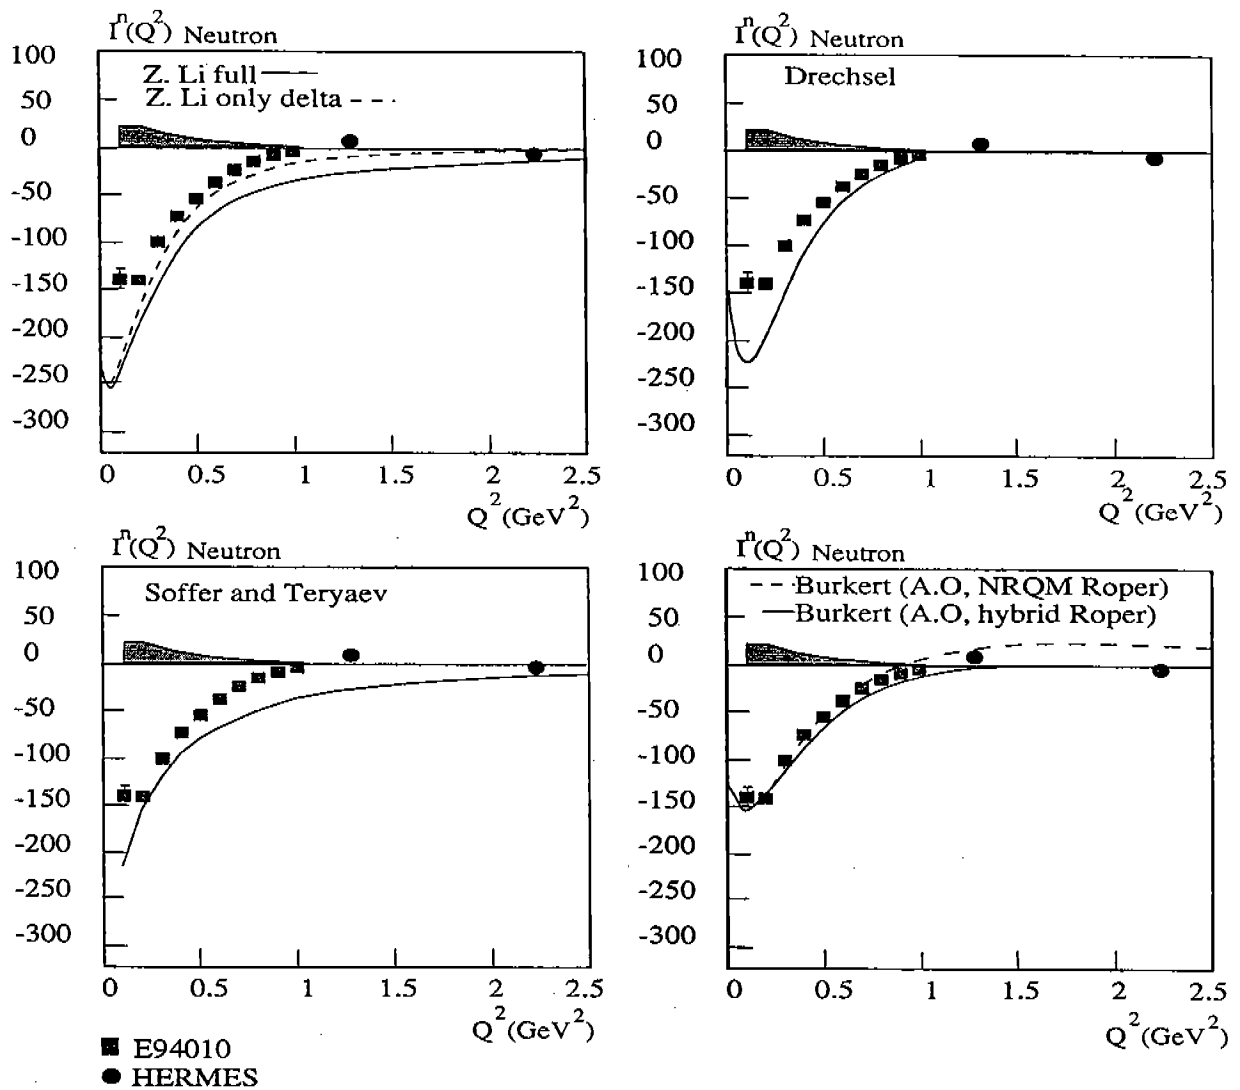 Iⁿ(Q²) Neutron
Z. Li full
Z. Li only delta
100
50
0
-50
-100
-150
-200
-250
-300
0 0.5 1 1.5 2 2.5
Q²(GeV²)
Iⁿ(Q²) Neutron
Drechsel
100
50
0
-50
-100
-150
-200
-250
-300
0 0.5 1 1.5 2 2.5
Q²(GeV²)
Iⁿ(Q²) Neutron
Soffer and Teryaev
100
50
0
-50
-100
-150
-200
-250
-300
0 0.5 1 1.5 2 2.5
Q²(GeV²)
Iⁿ(Q²) Neutron
Burkert (A.O, NRQM Roper)
Burkert (A.O, hybrid Roper)
100
50
0
-50
-100
-150
-200
-250
-300
0 0.5 1 1.5 2 2.5
Q²(GeV²)
E94010
HERMES